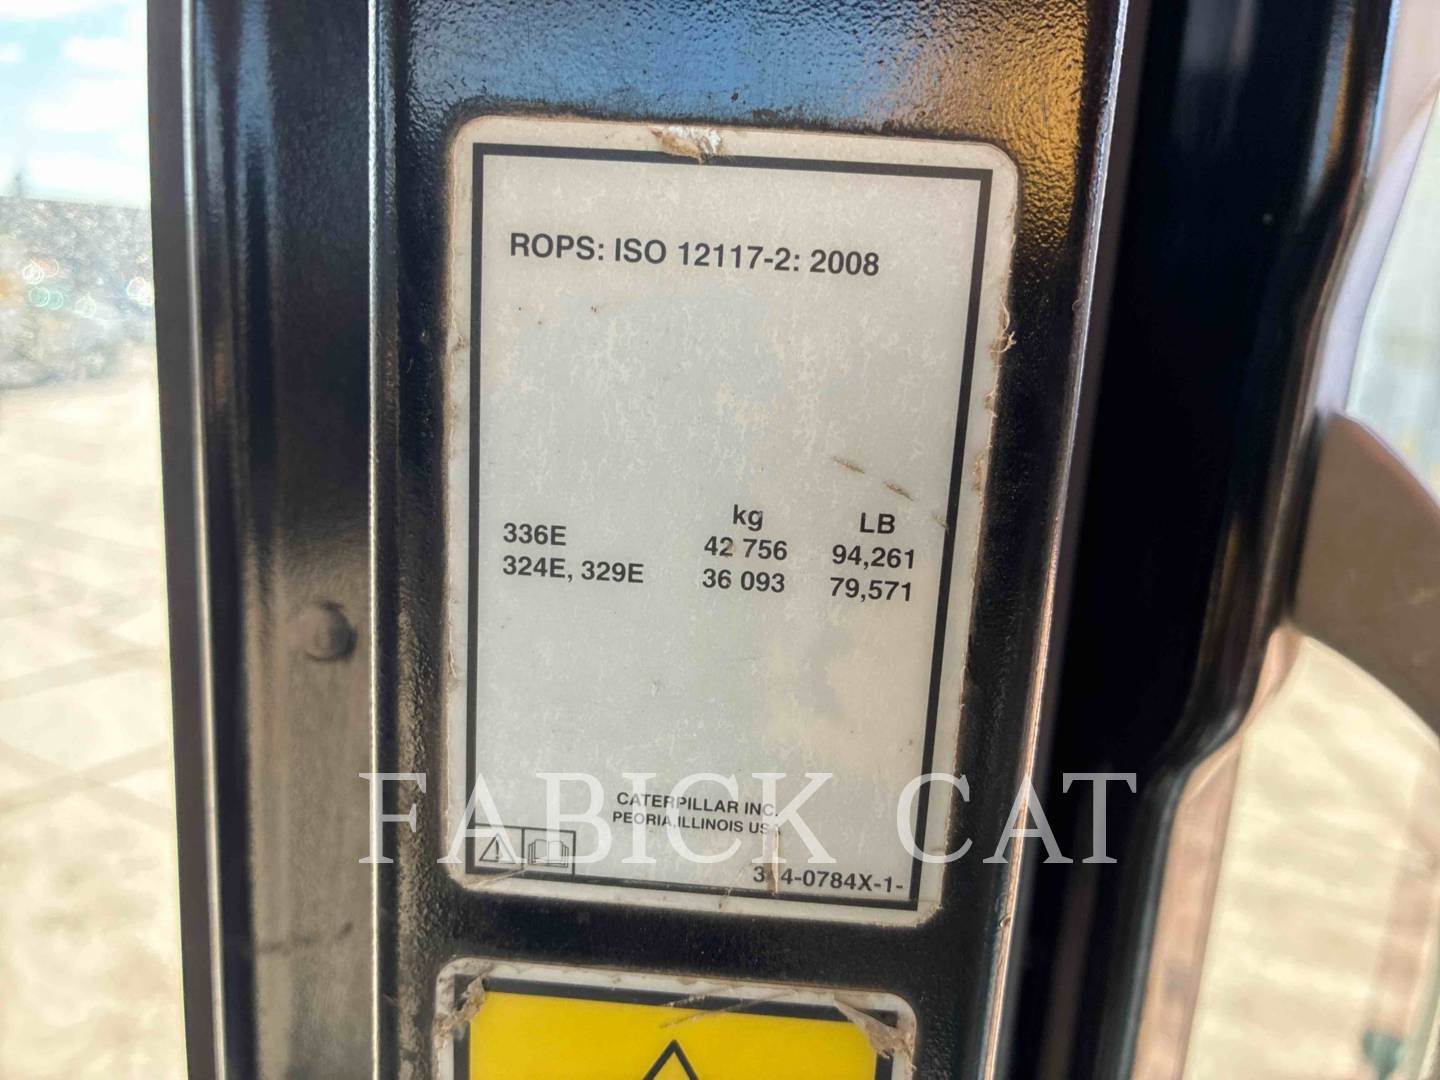 ROPS: ISO 12117-2: 2008
kg LB
336E 42 756 94,261
324E, 329E 36 093 79,571
CATERPILLAR INC.
PEORIA,ILLINOIS
FABICK CAT